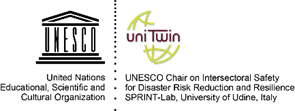 UNESCO
uniTwin
United Nations
Educational, Scientific and
Cultural Organization
UNESCO Chair on Intersectoral Safety
for Disaster Risk Reduction and Resilience
SPRINT-Lab, University of Udine, Italy